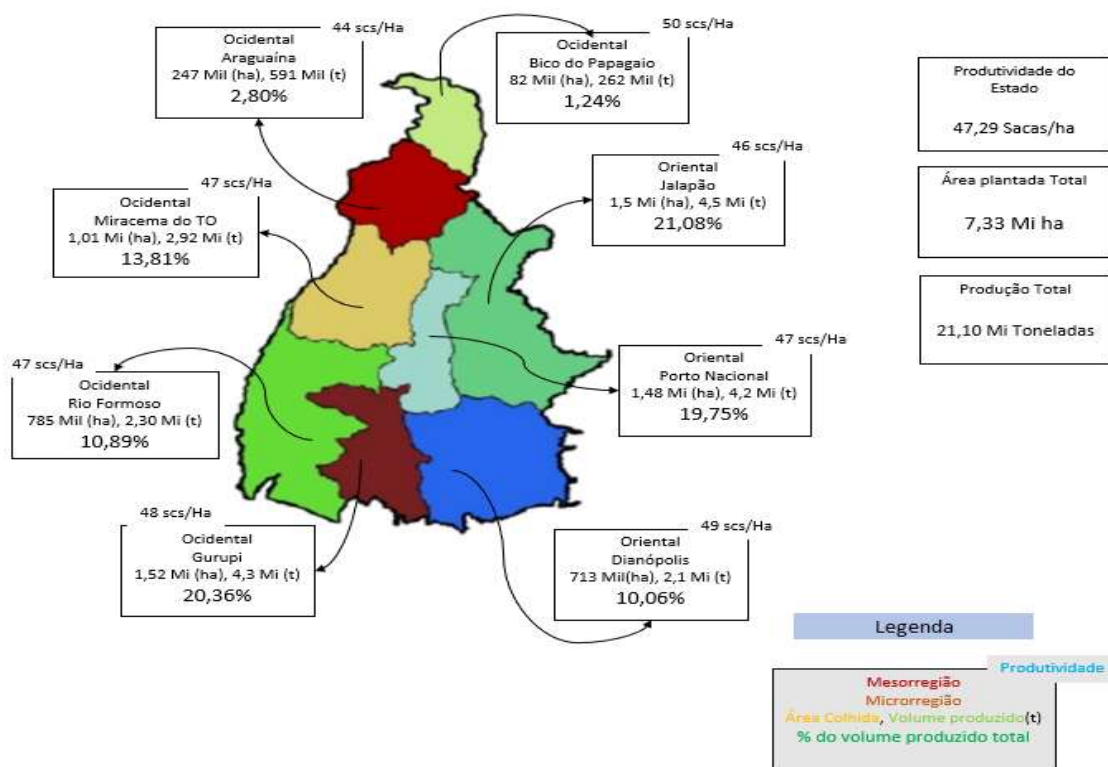 44 scs/Ha
Ocidental
Araguaína
247 Mil (ha), 591 Mil (t)
2,80%
50 scs/Ha
Ocidental
Bico do Papagaio
82 Mil (ha), 262 Mil (t)
1,24%
Produtividade do
Estado
47,29 Sacas/ha
47 scs/Ha
Ocidental
Miracema do TO
1,01 Mi (ha), 2,92 Mi (t)
13,81%
46 scs/Ha
Oriental
Jalapão
1,5 Mi (ha), 4,5 Mi (t)
21,08%
Área plantada Total
7,33 Mi ha
Produção Total
21,10 Mi Toneladas
47 scs/Ha
Ocidental
Rio Formoso
785 Mil (ha), 2,30 Mi (t)
10,89%
47 scs/Ha
Oriental
Porto Nacional
1,48 Mi (ha), 4,2 Mi (t)
19,75%
48 scs/Ha
Ocidental
Gurupi
1,52 Mi (ha), 4,3 Mi (t)
20,36%
49 scs/Ha
Oriental
Dianópolis
713 Mil(ha), 2,1 Mi (t)
10,06%
Legenda
Produtividade
Mesorregião
Microrregião
Área Colhida, Volume produzido(t)
% do volume produzido total